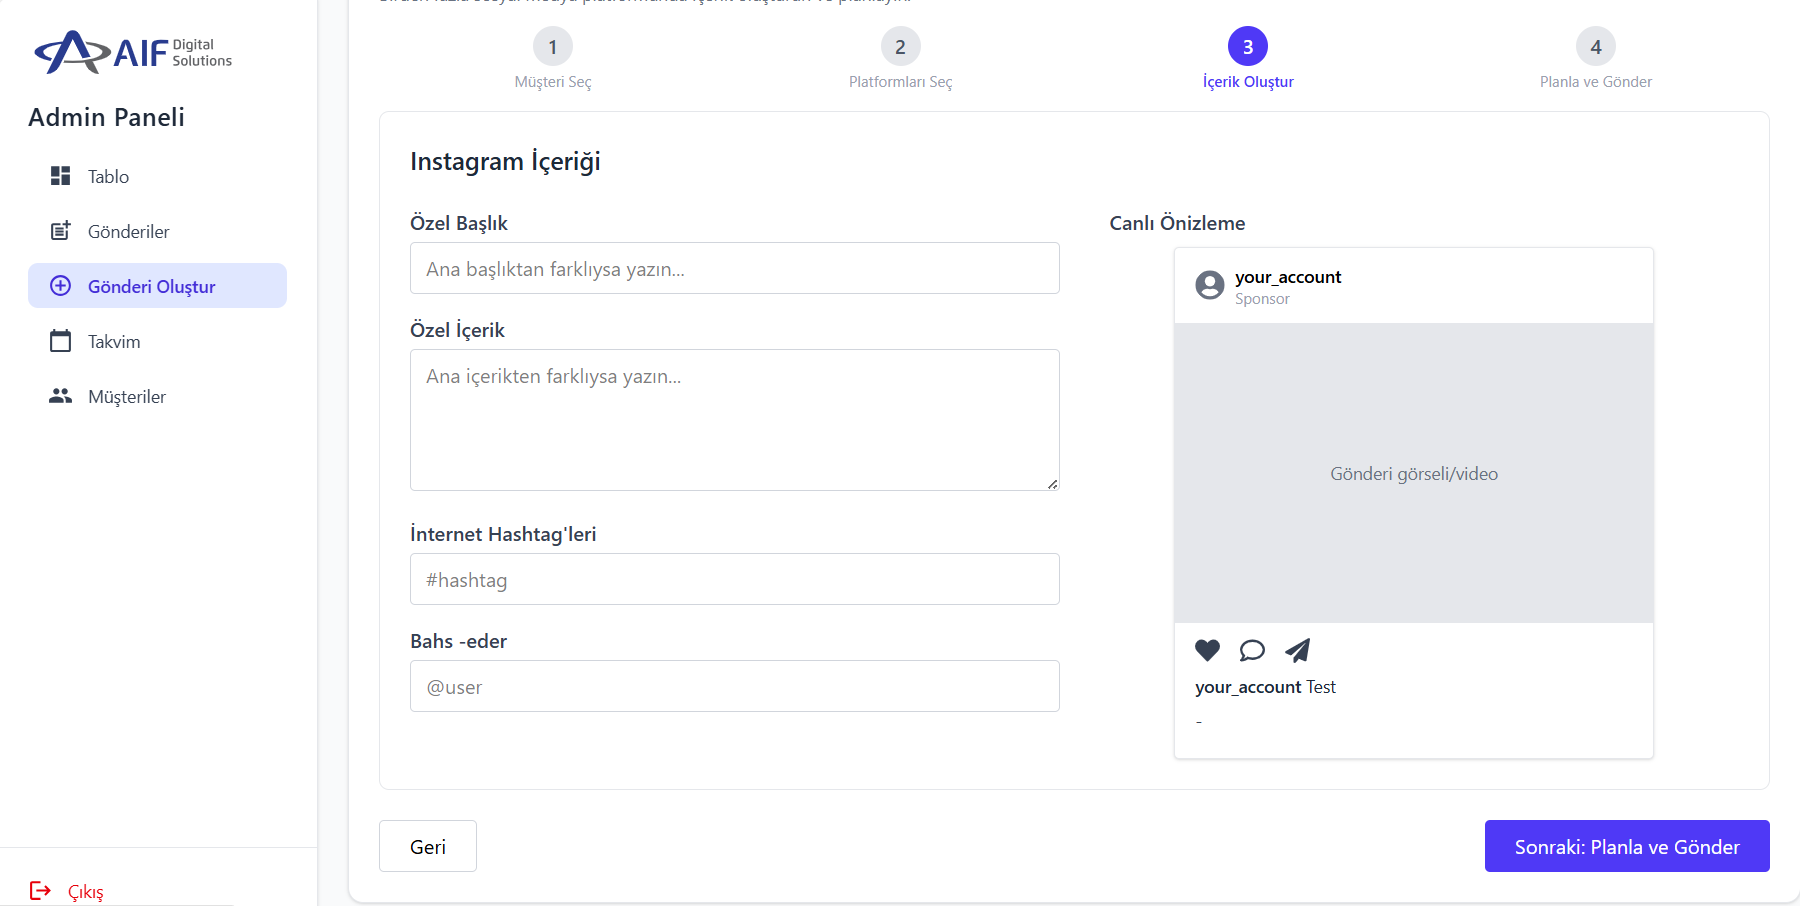 AIF Digital
Solutions
Admin Paneli
Tablo
Gönderiler
Gönderi Oluştur
Takvim
Müşteriler
Çıkış
1
Müşteri Seç
2
Platformları Seç
3
İçerik Oluştur
4
Planla ve Gönder
Instagram İçeriği
Özel Başlık
Ana başlıktan farklıysa yazın...
Özel İçerik
Ana içerikten farklıysa yazın...
İnternet Hashtag'leri
#hashtag
Bahs -eder
@user
Canlı Önizleme
your_account
Sponsor
Gönderi görseli/video
your_account Test
-
Geri
Sonraki: Planla ve Gönder